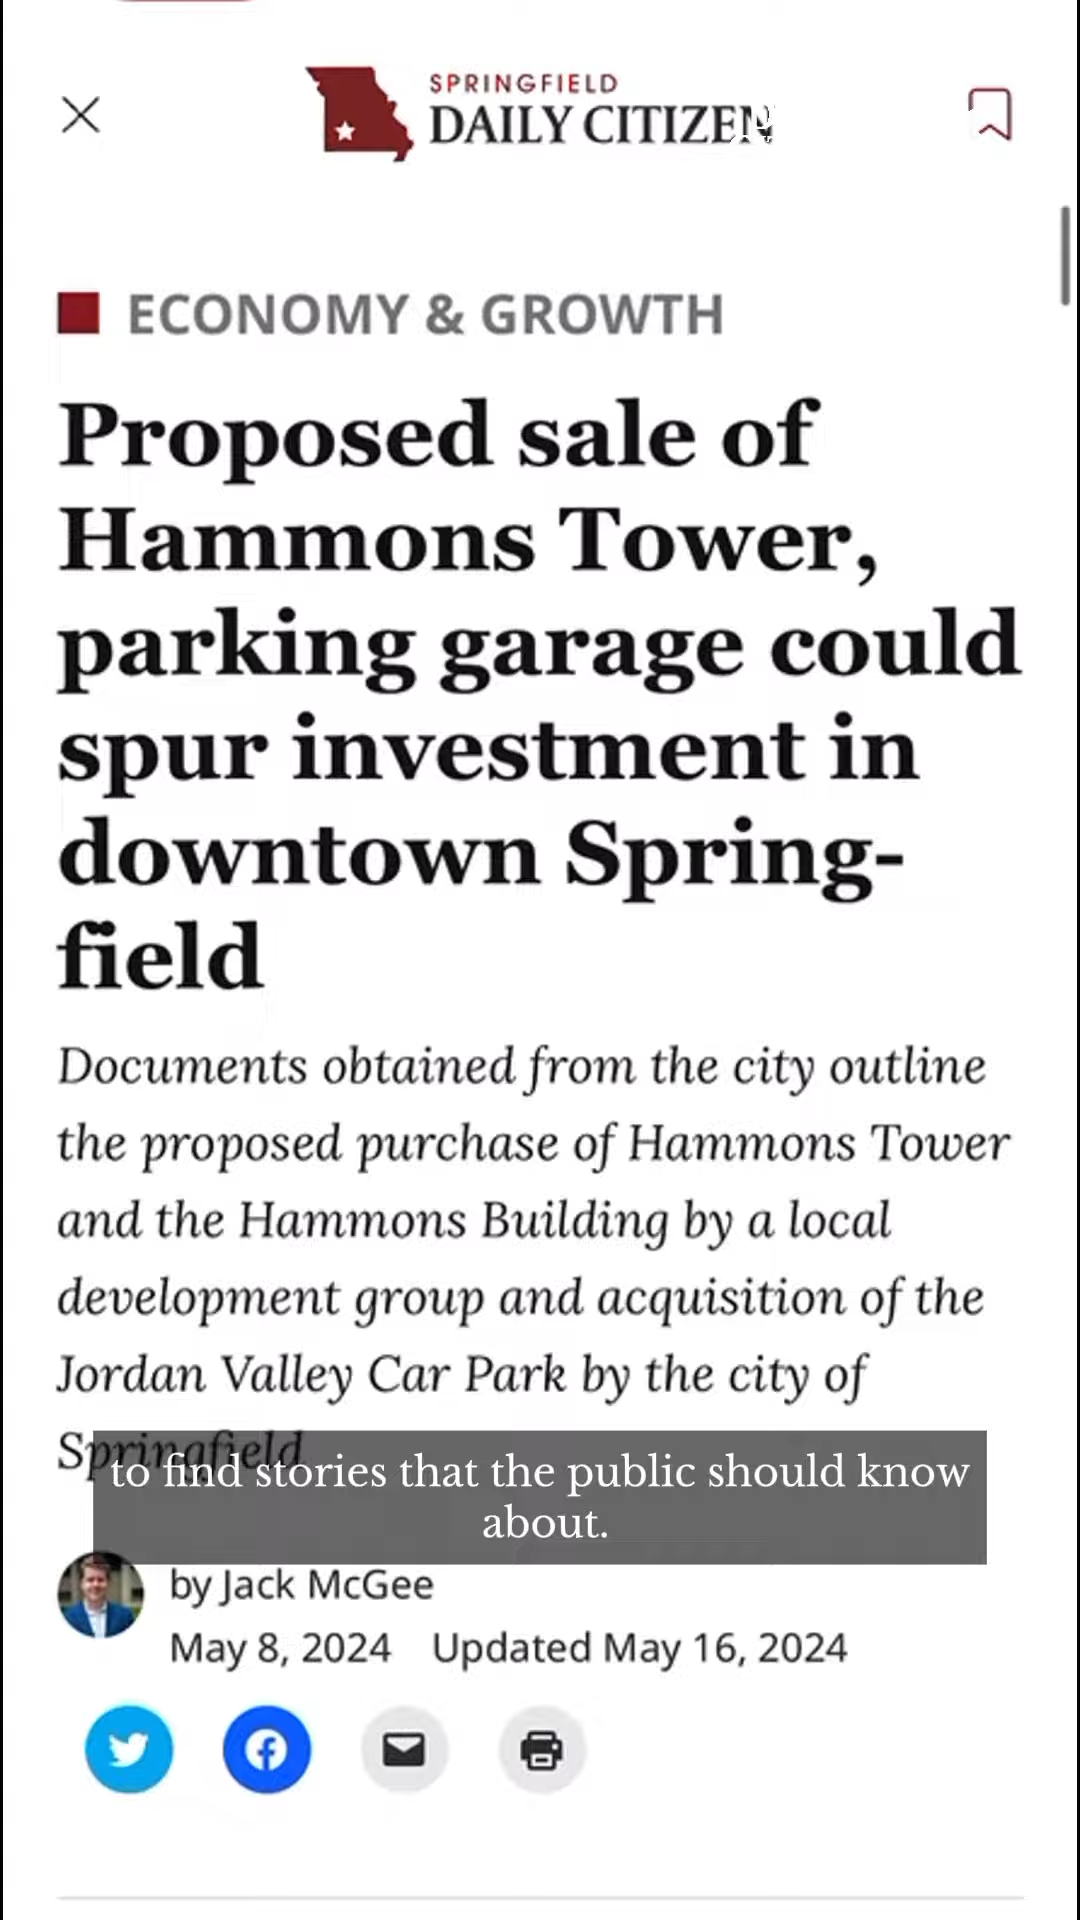 SPRINGFIELD
DAILY CITIZEN
ECONOMY & GROWTH
Proposed sale of
Hammons Tower,
parking garage could
spur investment in
downtown Spring-
field
Documents obtained from the city outline
the proposed purchase of Hammons Tower
and the Hammons Building by a local
development group and acquisition of the
Jordan Valley Car Park by the city of
Springfield
to find stories that the public should know
about.
by Jack McGee
May 8, 2024 Updated May 16, 2024